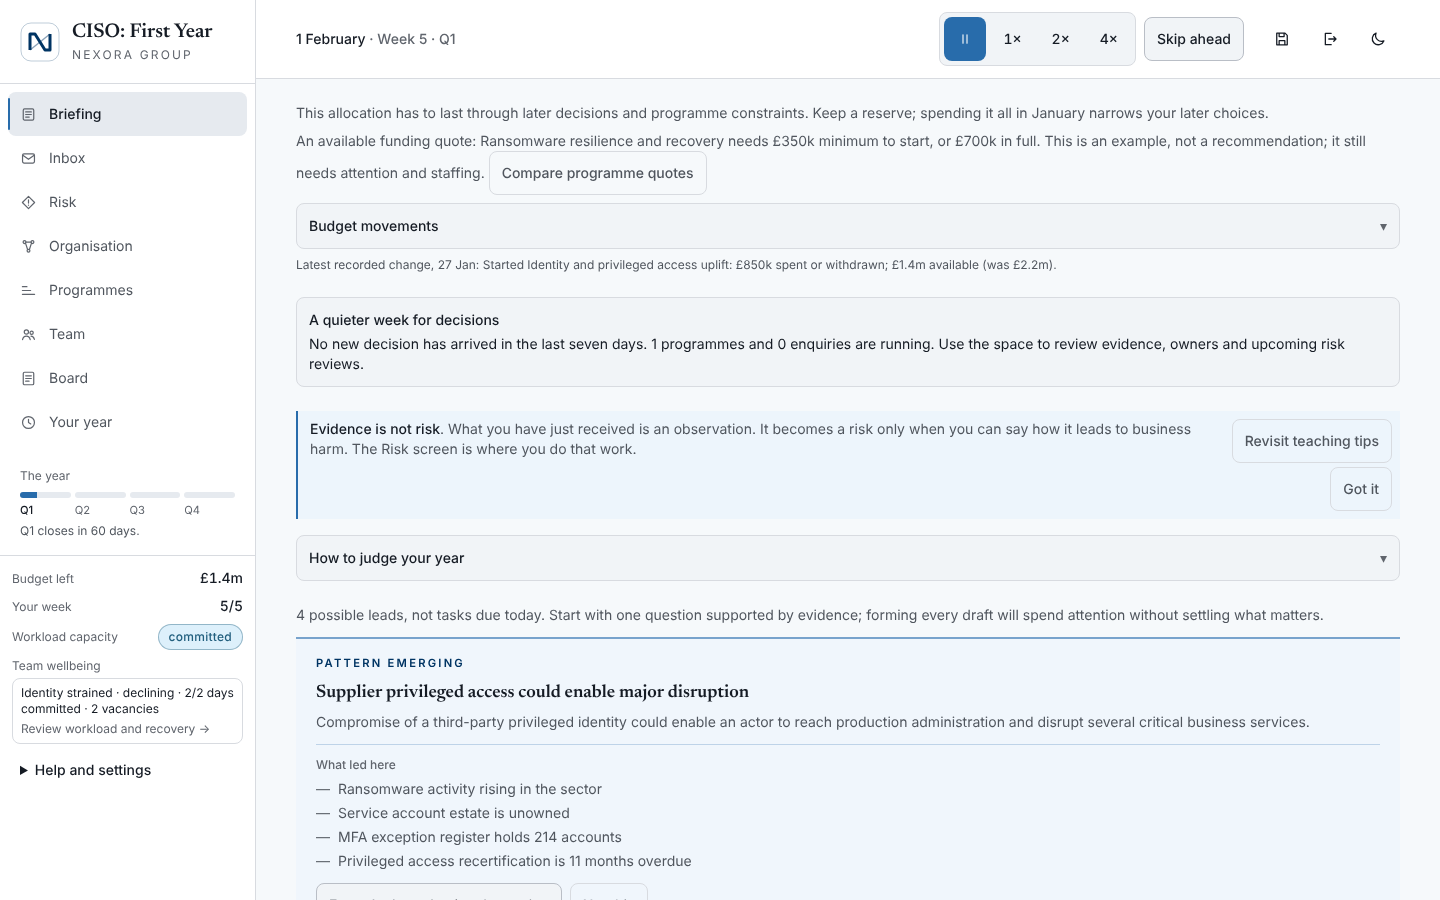 CISO: First Year
NEXORA GROUP
Briefing
Inbox
Risk
Organisation
Programmes
Team
Board
Your year
The year
Q1 Q2 Q3 Q4
Q1 closes in 60 days.
Budget left £1.4m
Your week 5/5
Workload capacity committed
Team wellbeing
Identity strained · declining · 2/2 days
committed · 2 vacancies
Review workload and recovery →
Help and settings
1 February · Week 5 · Q1
1× 2× 4× Skip ahead
This allocation has to last through later decisions and programme constraints. Keep a reserve; spending it all in January narrows your later choices.
An available funding quote: Ransomware resilience and recovery needs £350k minimum to start, or £700k in full. This is an example, not a recommendation; it still
needs attention and staffing. Compare programme quotes
Budget movements
Latest recorded change, 27 Jan: Started Identity and privileged access uplift: £850k spent or withdrawn; £1.4m available (was £2.2m).
A quieter week for decisions
No new decision has arrived in the last seven days. 1 programmes and 0 enquiries are running. Use the space to review evidence, owners and upcoming risk
reviews.
Evidence is not risk. What you have just received is an observation. It becomes a risk only when you can say how it leads to business
harm. The Risk screen is where you do that work.
Revisit teaching tips
Got it
How to judge your year
4 possible leads, not tasks due today. Start with one question supported by evidence; forming every draft will spend attention without settling what matters.
PATTERN EMERGING
Supplier privileged access could enable major disruption
Compromise of a third-party privileged identity could enable an actor to reach production administration and disrupt several critical business services.
What led here
— Ransomware activity rising in the sector
— Service account estate is unowned
— MFA exception register holds 214 accounts
— Privileged access recertification is 11 months overdue